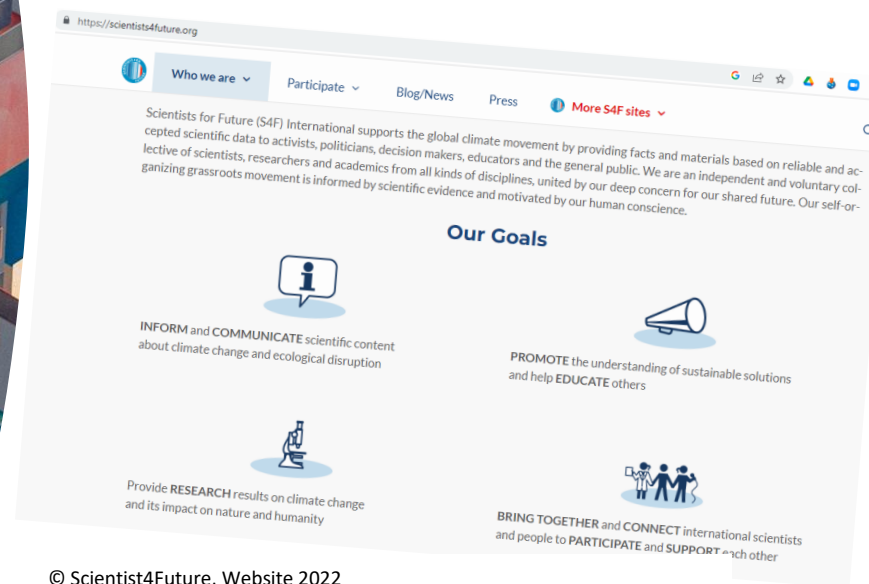 https://scientists4future.org
Who we are
Participate
Blog/News
Press
More S4F sites
Scientists for Future (S4F) International supports the global climate movement by providing facts and materials based on reliable and ac-
cepted scientific data to activists, politicians, decision makers, educators and the general public. We are an independent and voluntary col-
lective of scientists, researchers and academics from all kinds of disciplines, united by our deep concern for our shared future. Our self-or-
ganizing grassroots movement is informed by scientific evidence and motivated by our human conscience.
Our Goals
INFORM and COMMUNICATE scientific content
about climate change and ecological disruption
PROMOTE the understanding of sustainable solutions
and help EDUCATE others
Provide RESEARCH results on climate change
and its impact on nature and humanity
BRING TOGETHER and CONNECT international scientists
and people to PARTICIPATE and SUPPORT each other
© Scientist4Future, Website 2022